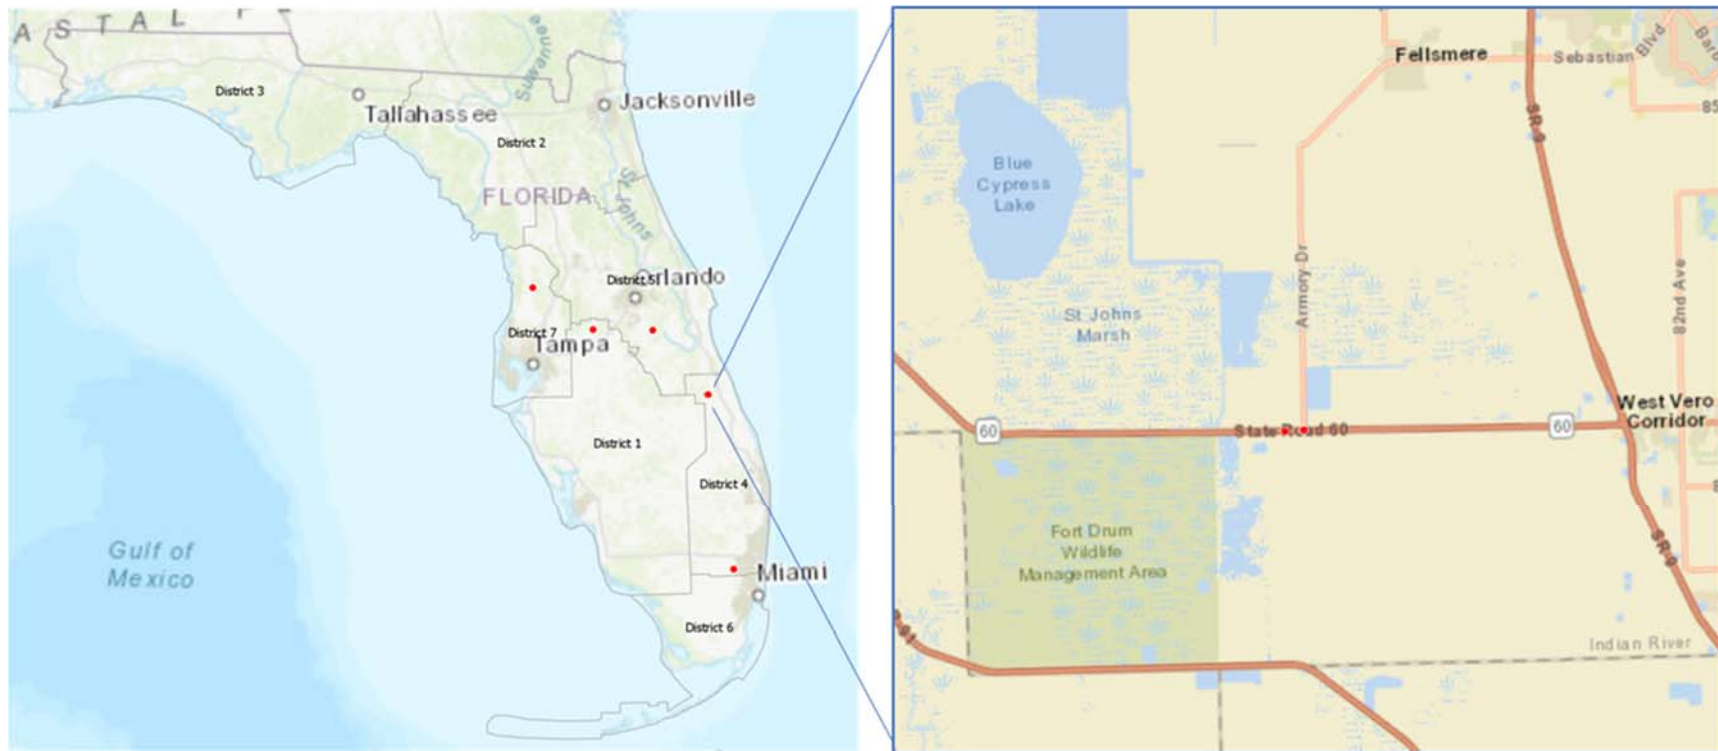 A S T A L P L
District 3
Tallahassee
Suwannee
Jacksonville
District 2
FLORIDA
St Johns
District 5
Orlando
District 7
Tampa
District 1
District 4
Gulf of
Mexico
Miami
District 6
Fellsmere
Sebastian Blvd
85
SR-9
Blue
Cypress
Lake
Armory Dr
82nd Ave
St Johns
Marsh
60
State Road 60
60
West Vero
Corridor
Fort Drum
Wildlife
Management Area
SR-9
Indian River